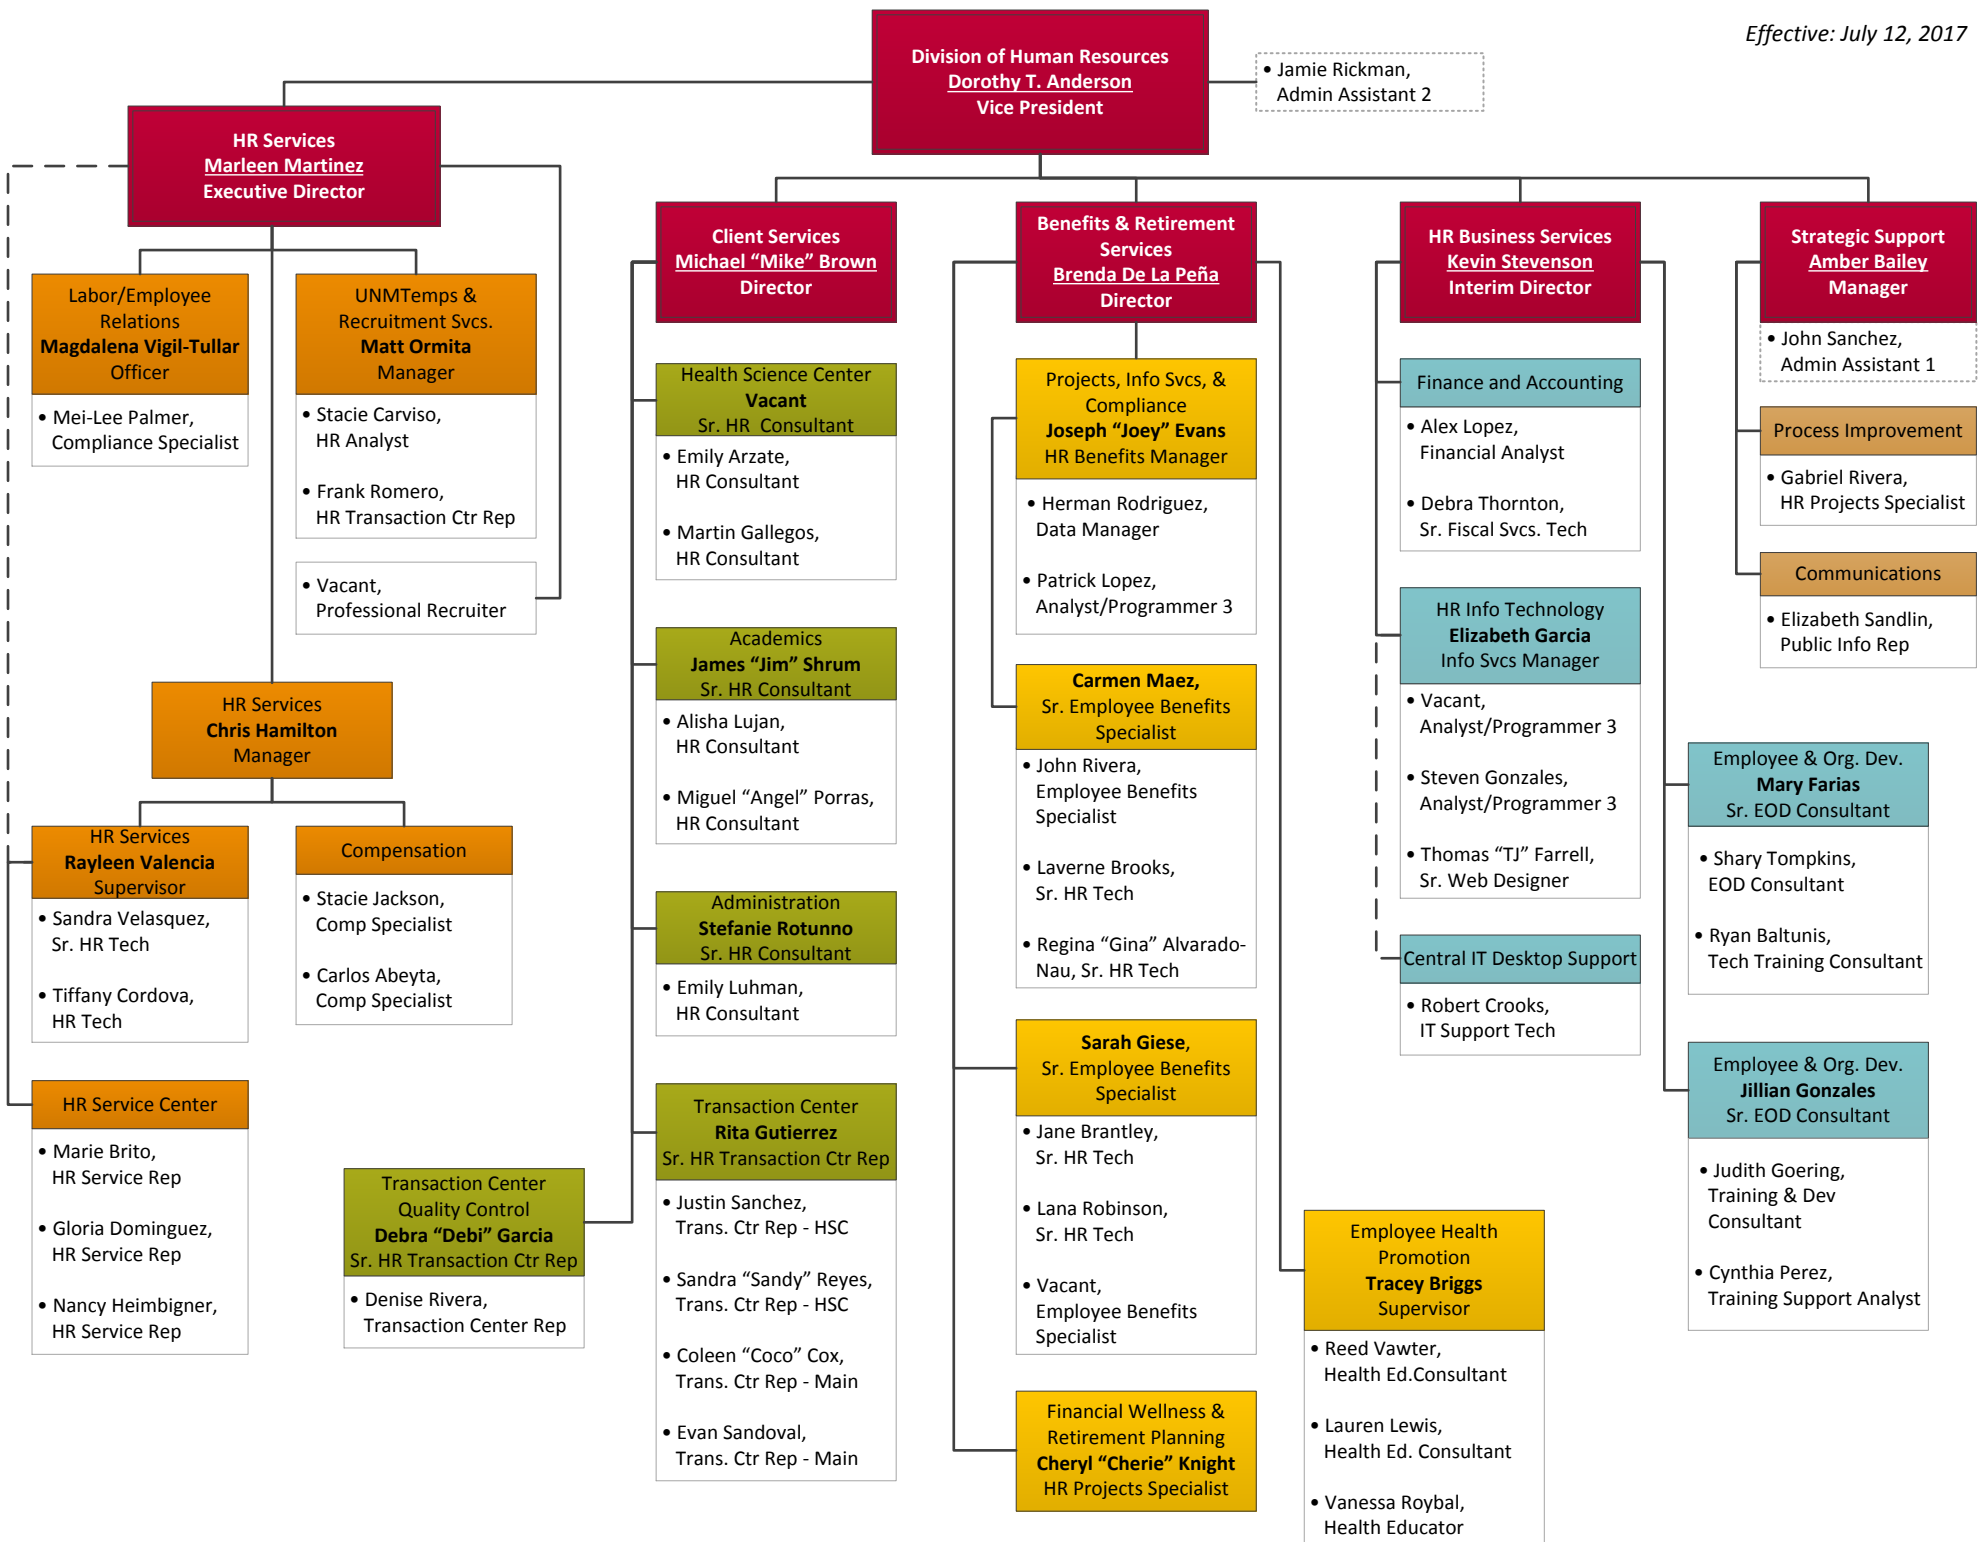 Effective: July 12, 2017
Division of Human Resources
Dorothy T. Anderson
Vice President
• Jamie Rickman,
Admin Assistant 2
HR Services
Marleen Martinez
Executive Director
Labor/Employee
Relations
Magdalena Vigil-Tullar
Officer
• Mei-Lee Palmer,
Compliance Specialist
UNMTemps &
Recruitment Svcs.
Matt Ormita
Manager
• Stacie Carviso,
HR Analyst
• Frank Romero,
HR Transaction Ctr Rep
• Vacant,
Professional Recruiter
HR Services
Chris Hamilton
Manager
HR Services
Rayleen Valencia
Supervisor
• Sandra Velasquez,
Sr. HR Tech
• Tiffany Cordova,
HR Tech
Compensation
• Stacie Jackson,
Comp Specialist
• Carlos Abeyta,
Comp Specialist
HR Service Center
• Marie Brito,
HR Service Rep
• Gloria Dominguez,
HR Service Rep
• Nancy Heimbigner,
HR Service Rep
Client Services
Michael “Mike” Brown
Director
Health Science Center
Vacant
Sr. HR  Consultant
• Emily Arzate,
HR Consultant
• Martin Gallegos,
HR Consultant
Academics
James “Jim” Shrum
Sr. HR Consultant
• Alisha Lujan,
HR Consultant
• Miguel “Angel” Porras,
HR Consultant
Administration
Stefanie Rotunno
Sr. HR Consultant
• Emily Luhman,
HR Consultant
Transaction Center
Rita Gutierrez
Sr. HR Transaction Ctr Rep
• Justin Sanchez,
Trans. Ctr Rep - HSC
• Sandra “Sandy” Reyes,
Trans. Ctr Rep - HSC
• Coleen “Coco” Cox,
Trans. Ctr Rep - Main
• Evan Sandoval,
Trans. Ctr Rep - Main
Transaction Center
Quality Control
Debra “Debi” Garcia
Sr. HR Transaction Ctr Rep
• Denise Rivera,
Transaction Center Rep
Benefits & Retirement
Services
Brenda De La Peña
Director
Projects, Info Svcs, &
Compliance
Joseph “Joey” Evans
HR Benefits Manager
• Herman Rodriguez,
Data Manager
• Patrick Lopez,
Analyst/Programmer 3
Carmen Maez,
Sr. Employee Benefits
Specialist
• John Rivera,
Employee Benefits
Specialist
• Laverne Brooks,
Sr. HR Tech
• Regina “Gina” Alvarado-
Nau, Sr. HR Tech
Sarah Giese,
Sr. Employee Benefits
Specialist
• Jane Brantley,
Sr. HR Tech
• Lana Robinson,
Sr. HR Tech
• Vacant,
Employee Benefits
Specialist
Financial Wellness &
Retirement Planning
Cheryl “Cherie” Knight
HR Projects Specialist
Employee Health
Promotion
Tracey Briggs
Supervisor
• Reed Vawter,
Health Ed.Consultant
• Lauren Lewis,
Health Ed. Consultant
• Vanessa Roybal,
Health Educator
HR Business Services
Kevin Stevenson
Interim Director
Finance and Accounting
• Alex Lopez,
Financial Analyst
• Debra Thornton,
Sr. Fiscal Svcs. Tech
HR Info Technology
Elizabeth Garcia
Info Svcs Manager
• Vacant,
Analyst/Programmer 3
• Steven Gonzales,
Analyst/Programmer 3
• Thomas “TJ” Farrell,
Sr. Web Designer
Central IT Desktop Support
• Robert Crooks,
IT Support Tech
Employee & Org. Dev.
Mary Farias
Sr. EOD Consultant
• Shary Tompkins,
EOD Consultant
• Ryan Baltunis,
Tech Training Consultant
Employee & Org. Dev.
Jillian Gonzales
Sr. EOD Consultant
• Judith Goering,
Training & Dev
Consultant
• Cynthia Perez,
Training Support Analyst
Strategic Support
Amber Bailey
Manager
• John Sanchez,
Admin Assistant 1
Process Improvement
• Gabriel Rivera,
HR Projects Specialist
Communications
• Elizabeth Sandlin,
Public Info Rep